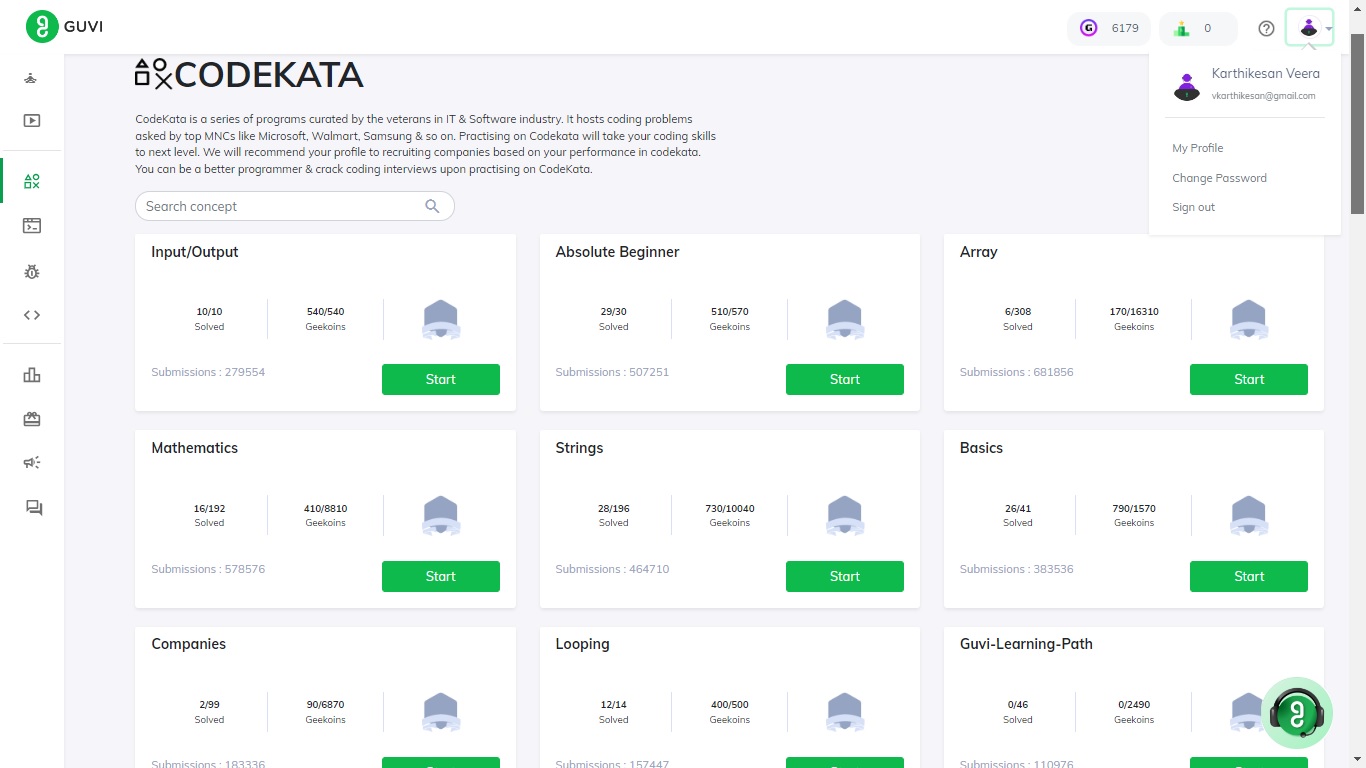 GUVI
6179
0
Karthikesan Veera
vkarthikesan@gmail.com
My Profile
Change Password
Sign out
CODEKATA
CodeKata is a series of programs curated by the veterans in IT & Software industry. It hosts coding problems
asked by top MNCs like Microsoft, Walmart, Samsung & so on. Practising on Codekata will take your coding skills
to next level. We will recommend your profile to recruiting companies based on your performance in codekata.
You can be a better programmer & crack coding interviews upon practising on CodeKata.
Search concept
Input/Output
10/10
Solved
540/540
Geekoins
Submissions : 279554
Start
Absolute Beginner
29/30
Solved
510/570
Geekoins
Submissions : 507251
Start
Array
6/308
Solved
170/16310
Geekoins
Submissions : 681856
Start
Mathematics
16/192
Solved
410/8810
Geekoins
Submissions : 578576
Start
Strings
28/196
Solved
730/10040
Geekoins
Submissions : 464710
Start
Basics
26/41
Solved
790/1570
Geekoins
Submissions : 383536
Start
Companies
2/99
Solved
90/6870
Geekoins
Submissions : 183336
Looping
12/14
Solved
400/500
Geekoins
Submissions : 157447
Guvi-Learning-Path
0/46
Solved
0/2490
Geekoins
Submissions : 110976